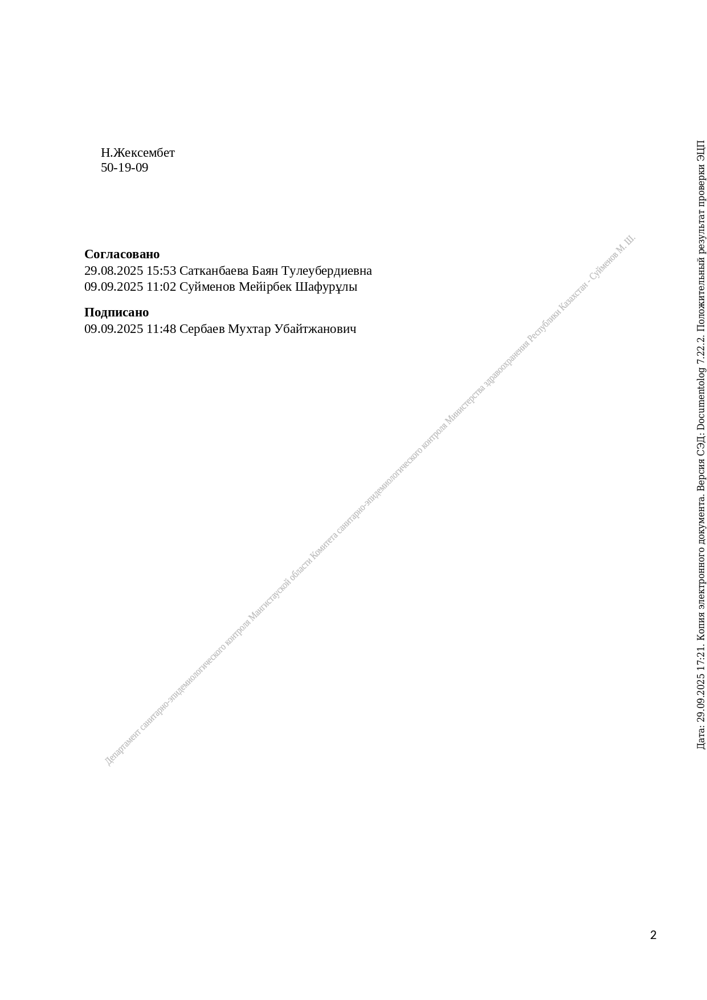 Н.Жексембет
50-19-09
Согласовано
29.08.2025 15:53 Сатканбаева Баян Тулеубердиевна
09.09.2025 11:02 Суйменов Мейірбек Шафурұлы
Подписано
09.09.2025 11:48 Сербаев Мухтар Убайтжанович
Департамент санитарно-эпидемиологического контроля Мангистауской области Комитета санитарно-эпидемиологического контроля Министерства здравоохранения Республики Казахстан - Суйменов М. Ш.
Дата: 29.09.2025 17:21. Копия электронного документа. Версия СЭД: Documentolog 7.22.2. Положительный результат проверки ЭЦП
2